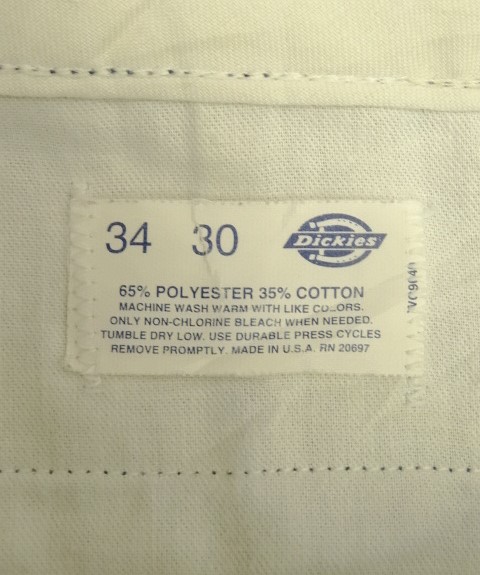 34 30
Dickies
65% POLYESTER 35% COTTON
MACHINE WASH WARM WITH LIKE COLORS.
ONLY NON-CHLORINE BLEACH WHEN NEEDED.
TUMBLE DRY LOW. USE DURABLE PRESS CYCLES
REMOVE PROMPTLY. MADE IN U.S.A. RN 20697